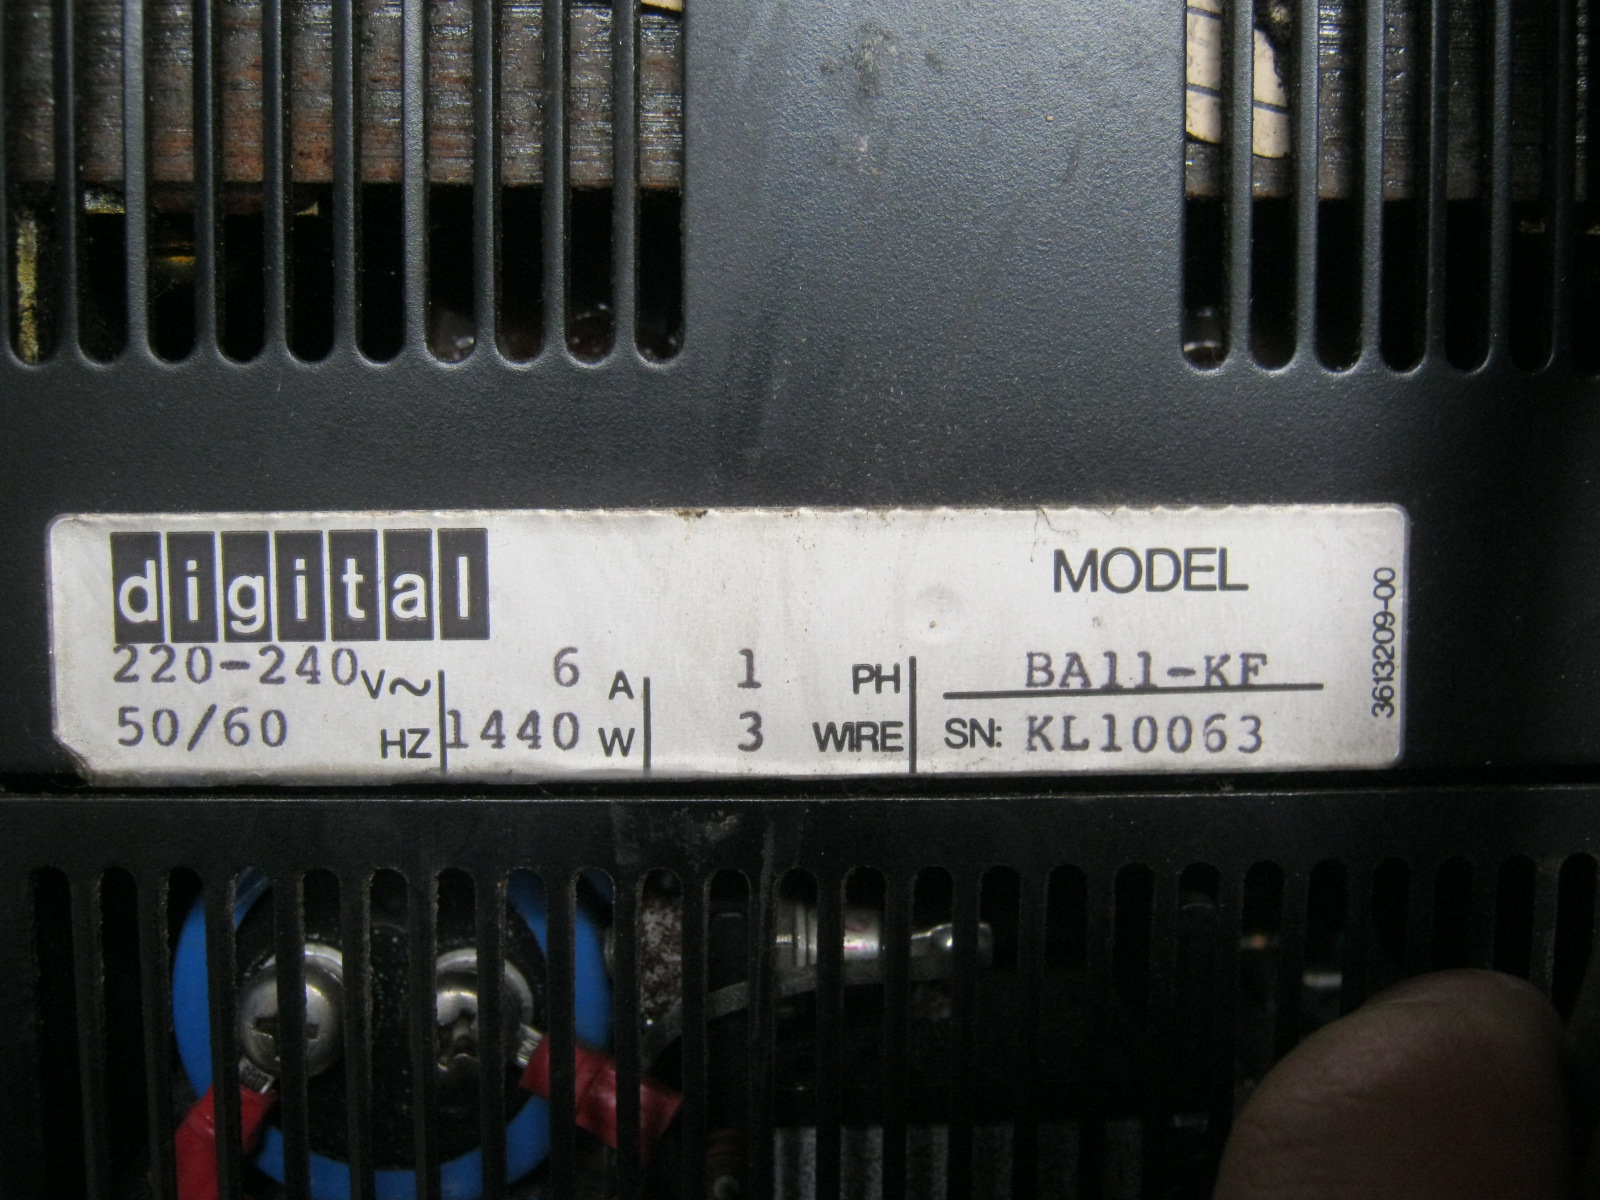 digital
MODEL
220-240 V~ 6 A 1 PH BA11-KF
50/60 HZ 1440 W 3 WIRE SN: KL10063
3613209-00